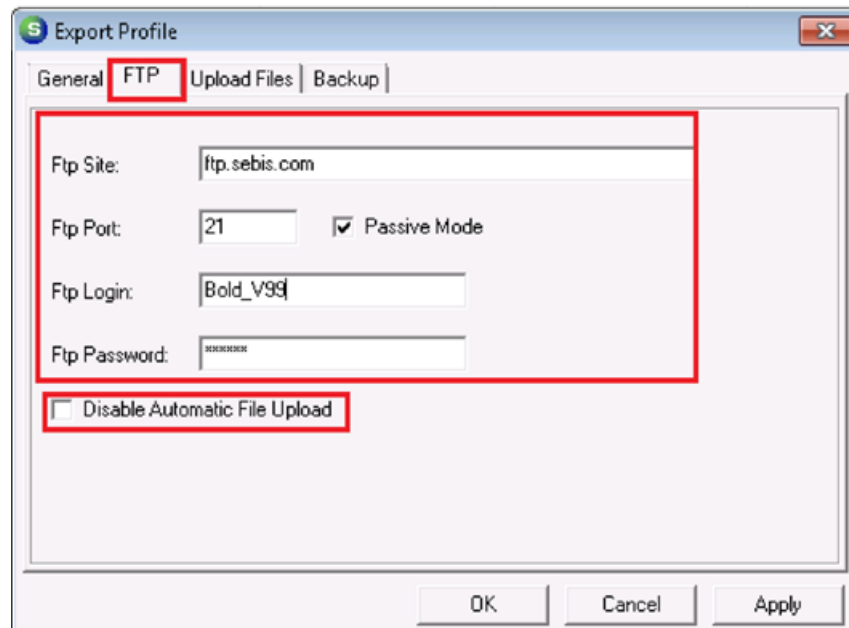 S Export Profile
General FTP Upload Files Backup
Ftp Site: ftp.sebis.com
Ftp Port: 21 Passive Mode
Ftp Login: Bold_V99
Ftp Password: ******
Disable Automatic File Upload
OK Cancel Apply